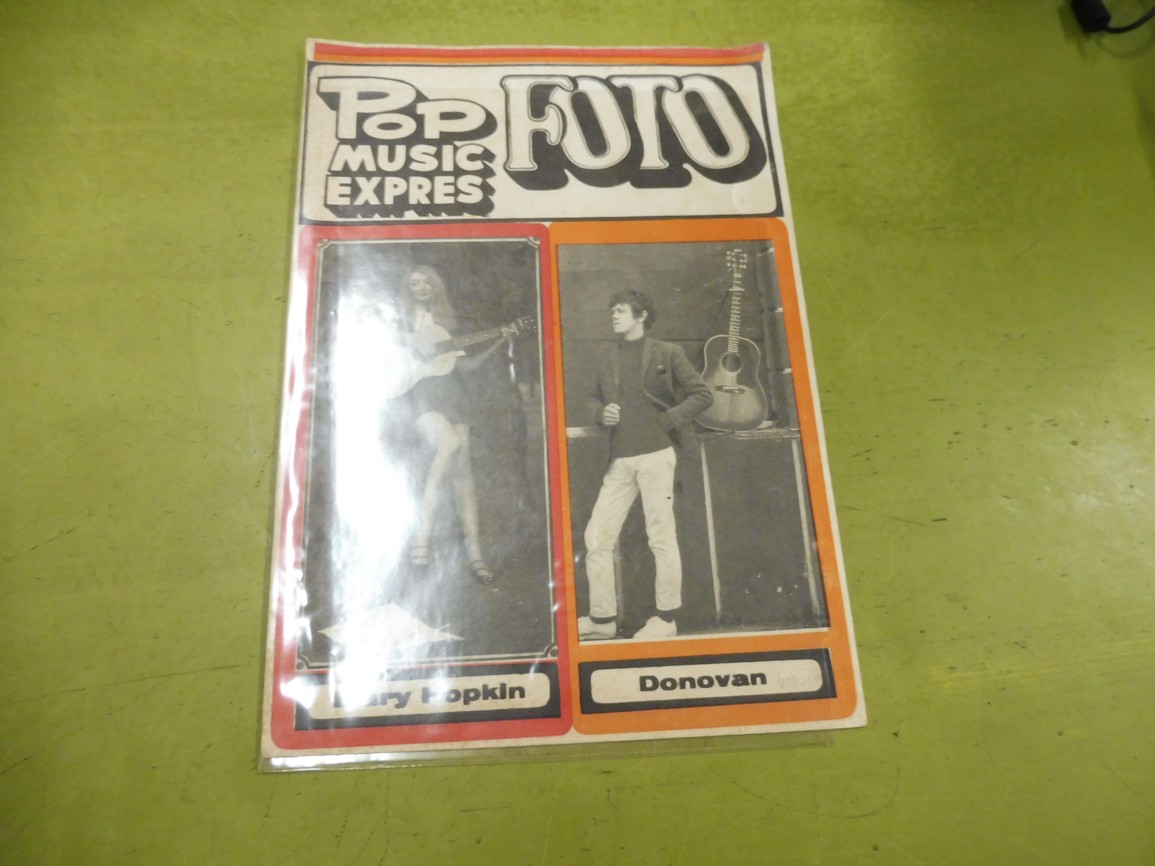 Pop
MUSIC
EXPRES
FOTO
Mary Hopkin
Donovan